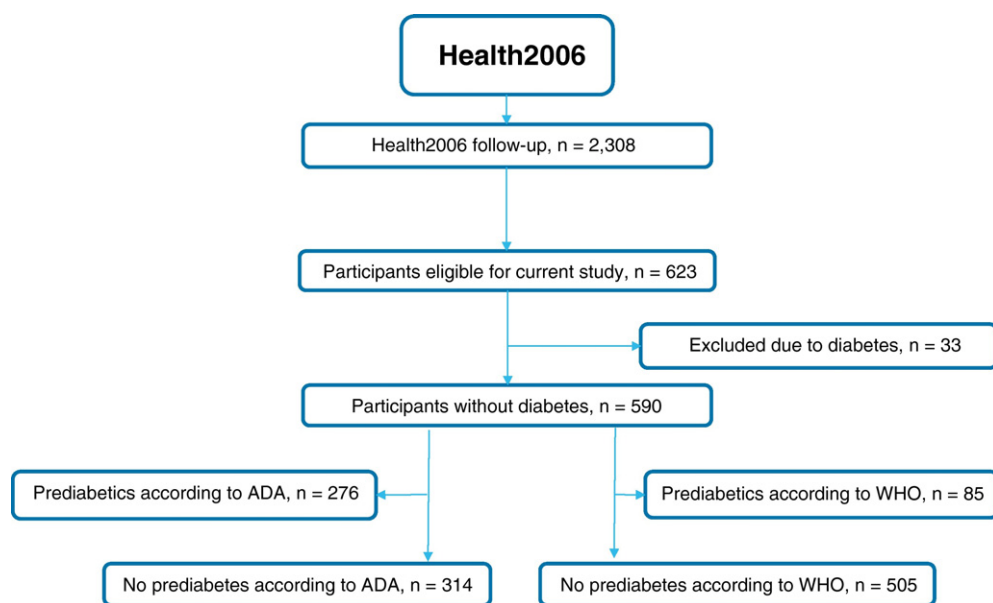 Health2006
Health2006 follow-up, n = 2,308
Participants eligible for current study, n = 623
Excluded due to diabetes, n = 33
Participants without diabetes, n = 590
Prediabetics according to ADA, n = 276
Prediabetics according to WHO, n = 85
No prediabetes according to ADA, n = 314
No prediabetes according to WHO, n = 505